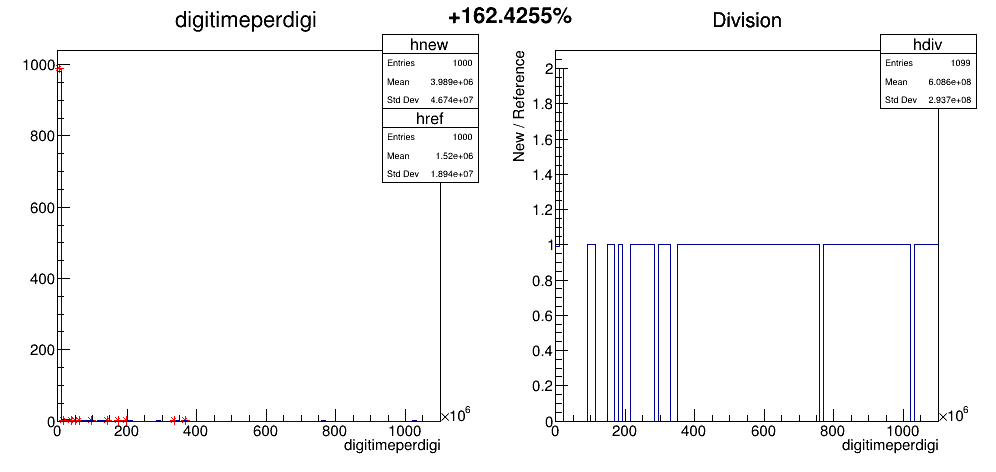 +162.4255%
digitimeperdigi
hnew
Entries 1000
Mean 3.989e+06
Std Dev 4.674e+07
href
Entries 1000
Mean 1.52e+06
Std Dev 1.894e+07
1000
800
600
400
200
0
0 200 400 600 800 1000
×10⁶
digitimeperdigi
Division
hdiv
Entries 1099
Mean 6.086e+08
Std Dev 2.937e+08
New / Reference
2
1.8
1.6
1.4
1.2
1
0.8
0.6
0.4
0.2
0
0 200 400 600 800 1000
×10⁶
digitimeperdigi